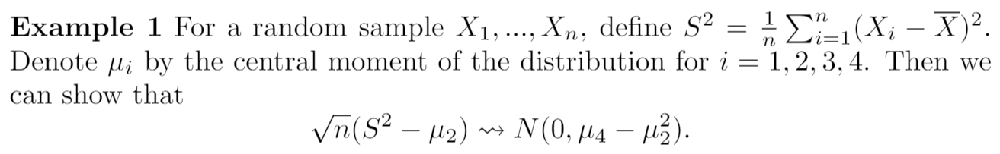 Example 1 For a random sample $X_1, ..., X_n$, define $S^2 = \frac{1}{n} \sum_{i=1}^{n} (X_i - \overline{X})^2$.
Denote $\mu_i$ by the central moment of the distribution for $i = 1, 2, 3, 4$. Then we
can show that
$\sqrt{n}(S^2 - \mu_2) \rightsquigarrow N(0, \mu_4 - \mu_2^2).$